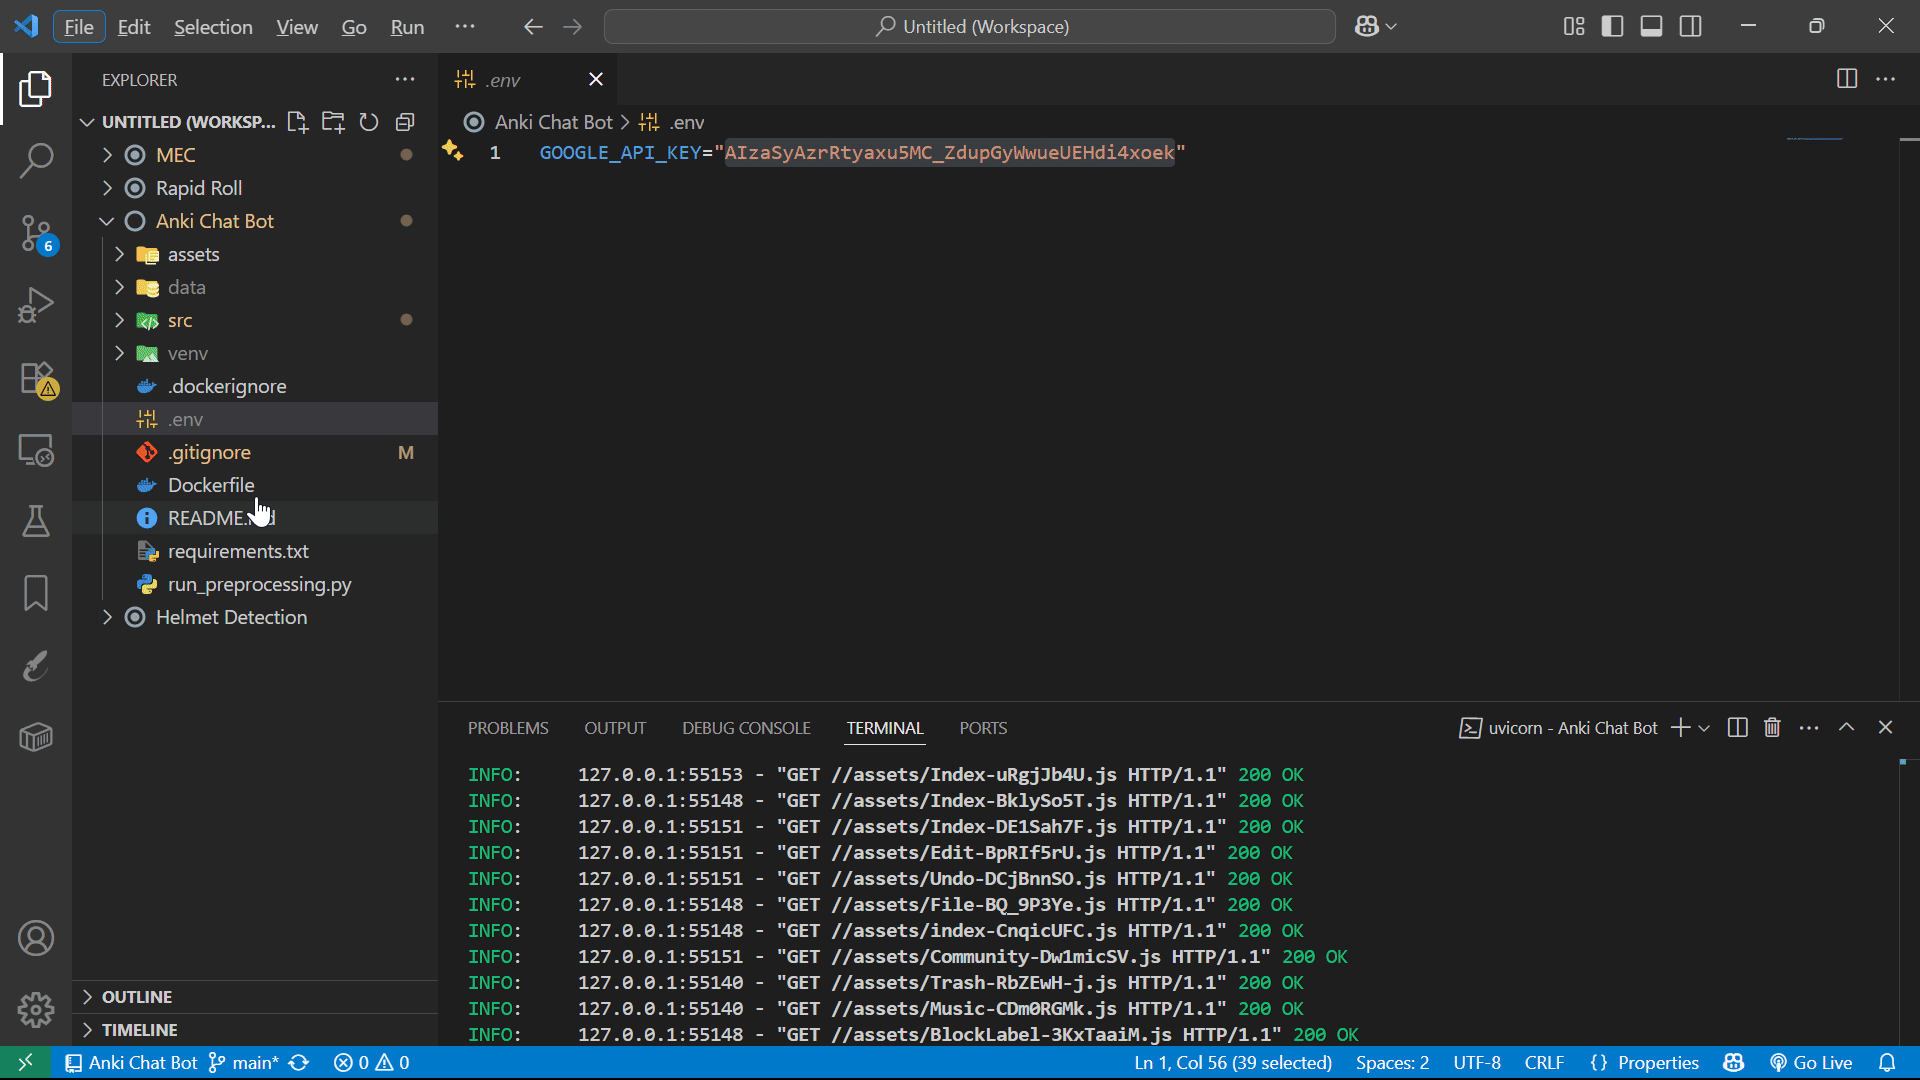 File Edit Selection View Go Run ··· Untitled (Workspace)
EXPLORER ···
UNTITLED (WORKSP...
MEC
Rapid Roll
Anki Chat Bot
assets
data
src
venv
.dockerignore
.env
.gitignore M
Dockerfile
README.
requirements.txt
run_preprocessing.py
Helmet Detection
OUTLINE
TIMELINE
.env
Anki Chat Bot > .env
1 GOOGLE_API_KEY="AIzaSyAzrRtyaxu5MC_ZdupGyWwueUEHdi4xoek"
PROBLEMS OUTPUT DEBUG CONSOLE TERMINAL PORTS uvicorn - Anki Chat Bot
INFO: 127.0.0.1:55153 - "GET //assets/Index-uRgjJb4U.js HTTP/1.1" 200 OK
INFO: 127.0.0.1:55148 - "GET //assets/Index-BklySo5T.js HTTP/1.1" 200 OK
INFO: 127.0.0.1:55151 - "GET //assets/Index-DE1Sah7F.js HTTP/1.1" 200 OK
INFO: 127.0.0.1:55151 - "GET //assets/Edit-BpRIf5rU.js HTTP/1.1" 200 OK
INFO: 127.0.0.1:55151 - "GET //assets/Undo-DCjBnnSO.js HTTP/1.1" 200 OK
INFO: 127.0.0.1:55148 - "GET //assets/File-BQ_9P3Ye.js HTTP/1.1" 200 OK
INFO: 127.0.0.1:55148 - "GET //assets/index-CnqicUFC.js HTTP/1.1" 200 OK
INFO: 127.0.0.1:55151 - "GET //assets/Community-Dw1micSV.js HTTP/1.1" 200 OK
INFO: 127.0.0.1:55140 - "GET //assets/Trash-RbZEwH-j.js HTTP/1.1" 200 OK
INFO: 127.0.0.1:55140 - "GET //assets/Music-CDm0RGMk.js HTTP/1.1" 200 OK
INFO: 127.0.0.1:55148 - "GET //assets/BlockLabel-3KxTaaiM.js HTTP/1.1" 200 OK
6
Anki Chat Bot main* 0 0 Ln 1, Col 56 (39 selected) Spaces: 2 UTF-8 CRLF {} Properties Go Live